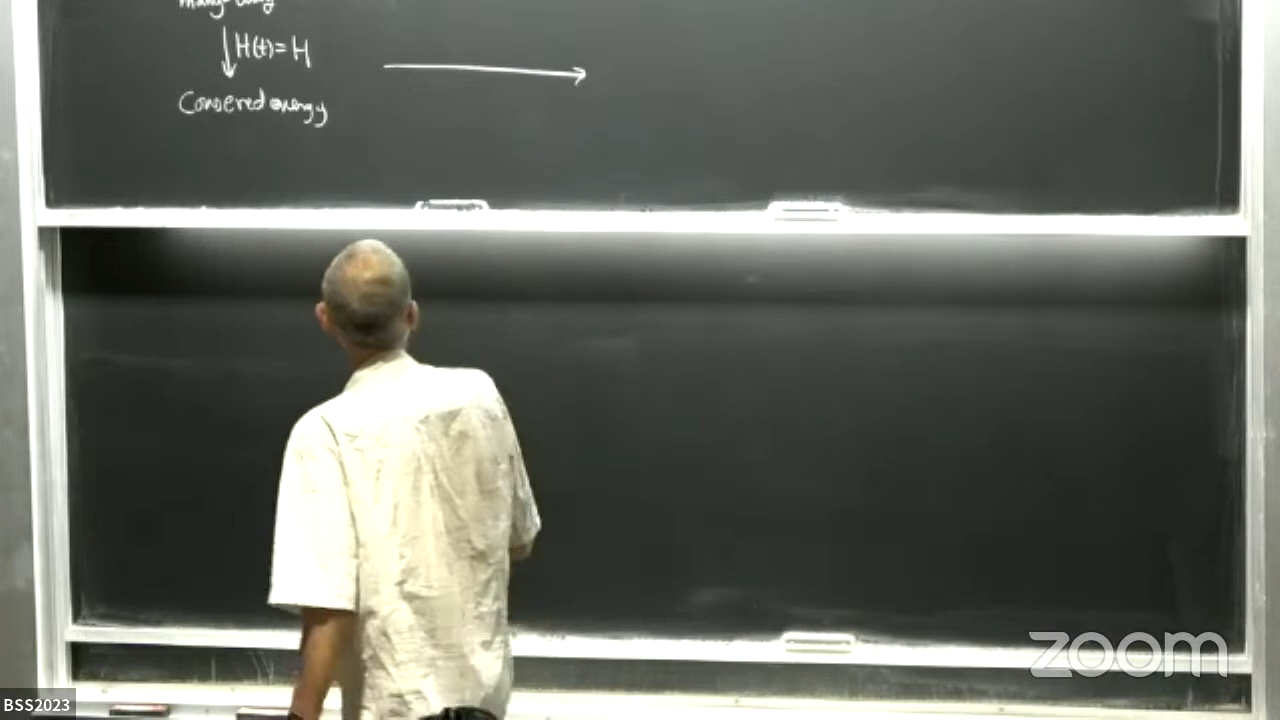 ↓ H(t) = H
Conserved energy
zoom
BSS2023